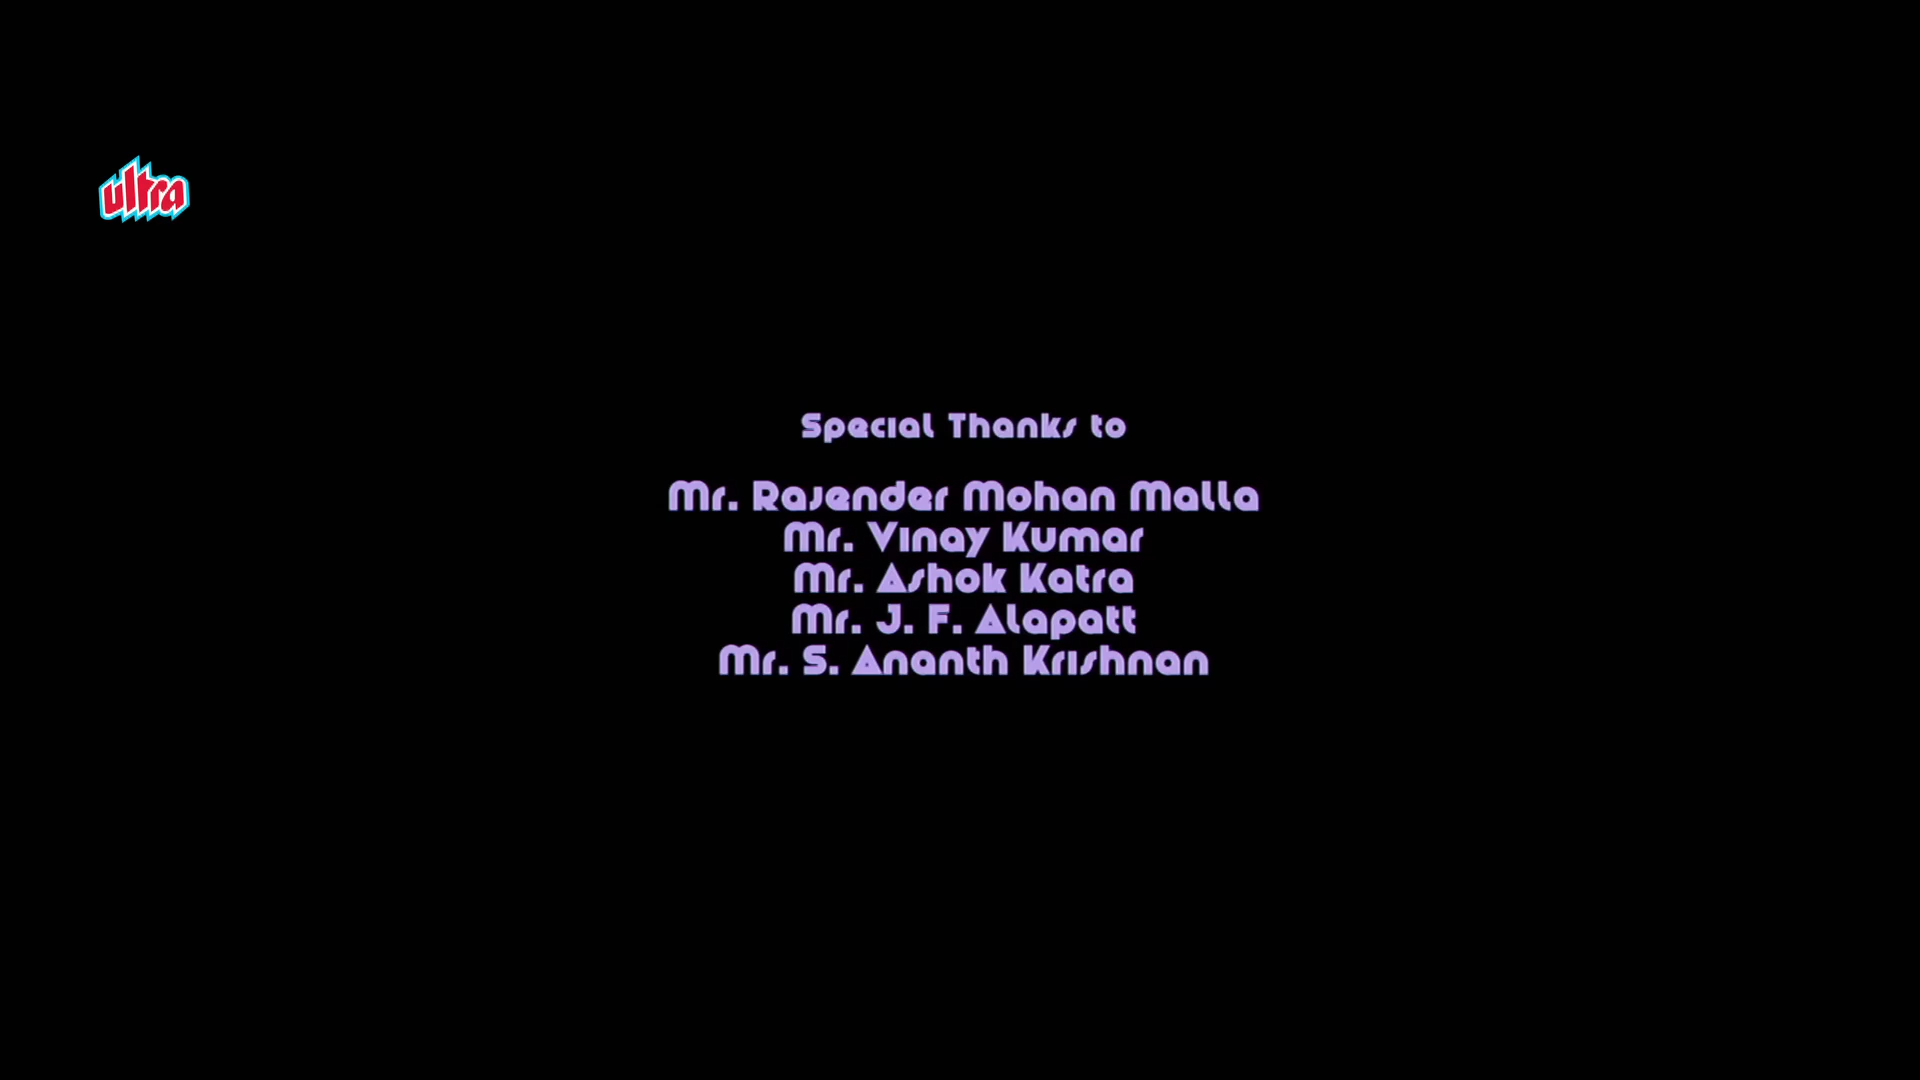 ultra
Special Thanks to
Mr. Rajender Mohan Malla
Mr. Vinay Kumar
Mr. Ashok Katra
Mr. J. F. Alapatt
Mr. S. Ananth Krishnan